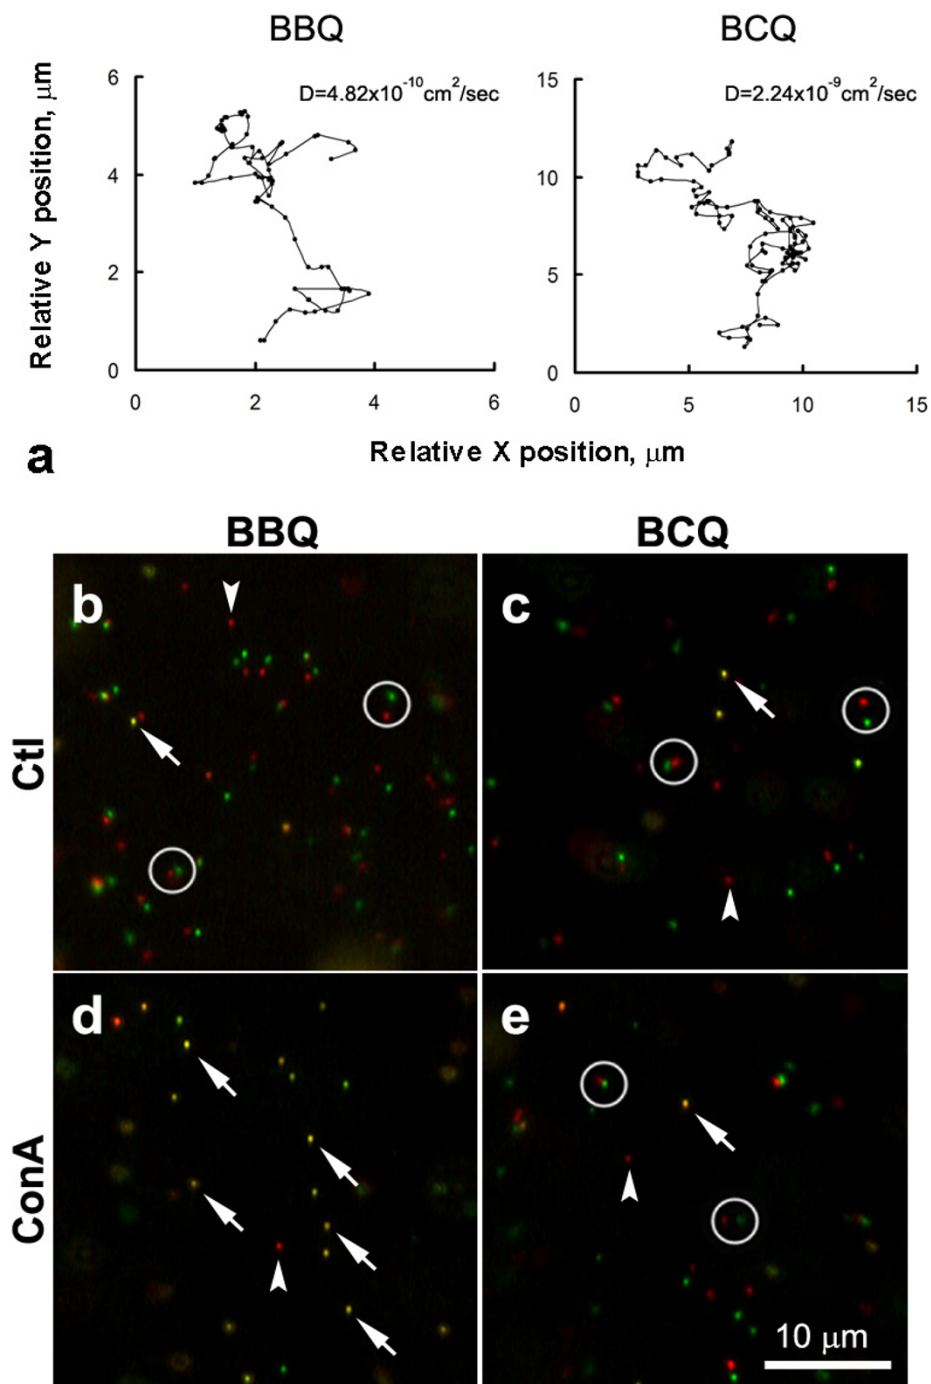 BBQ BCQ
D=4.82x10⁻¹⁰cm²/sec D=2.24x10⁻⁹cm²/sec
Relative Y position, μm
6
4
2
0
0 2 4 6
15
10
5
0
0 5 10 15
Relative X position, μm
a
BBQ BCQ
Ctl
b c
ConA
d e
10 μm